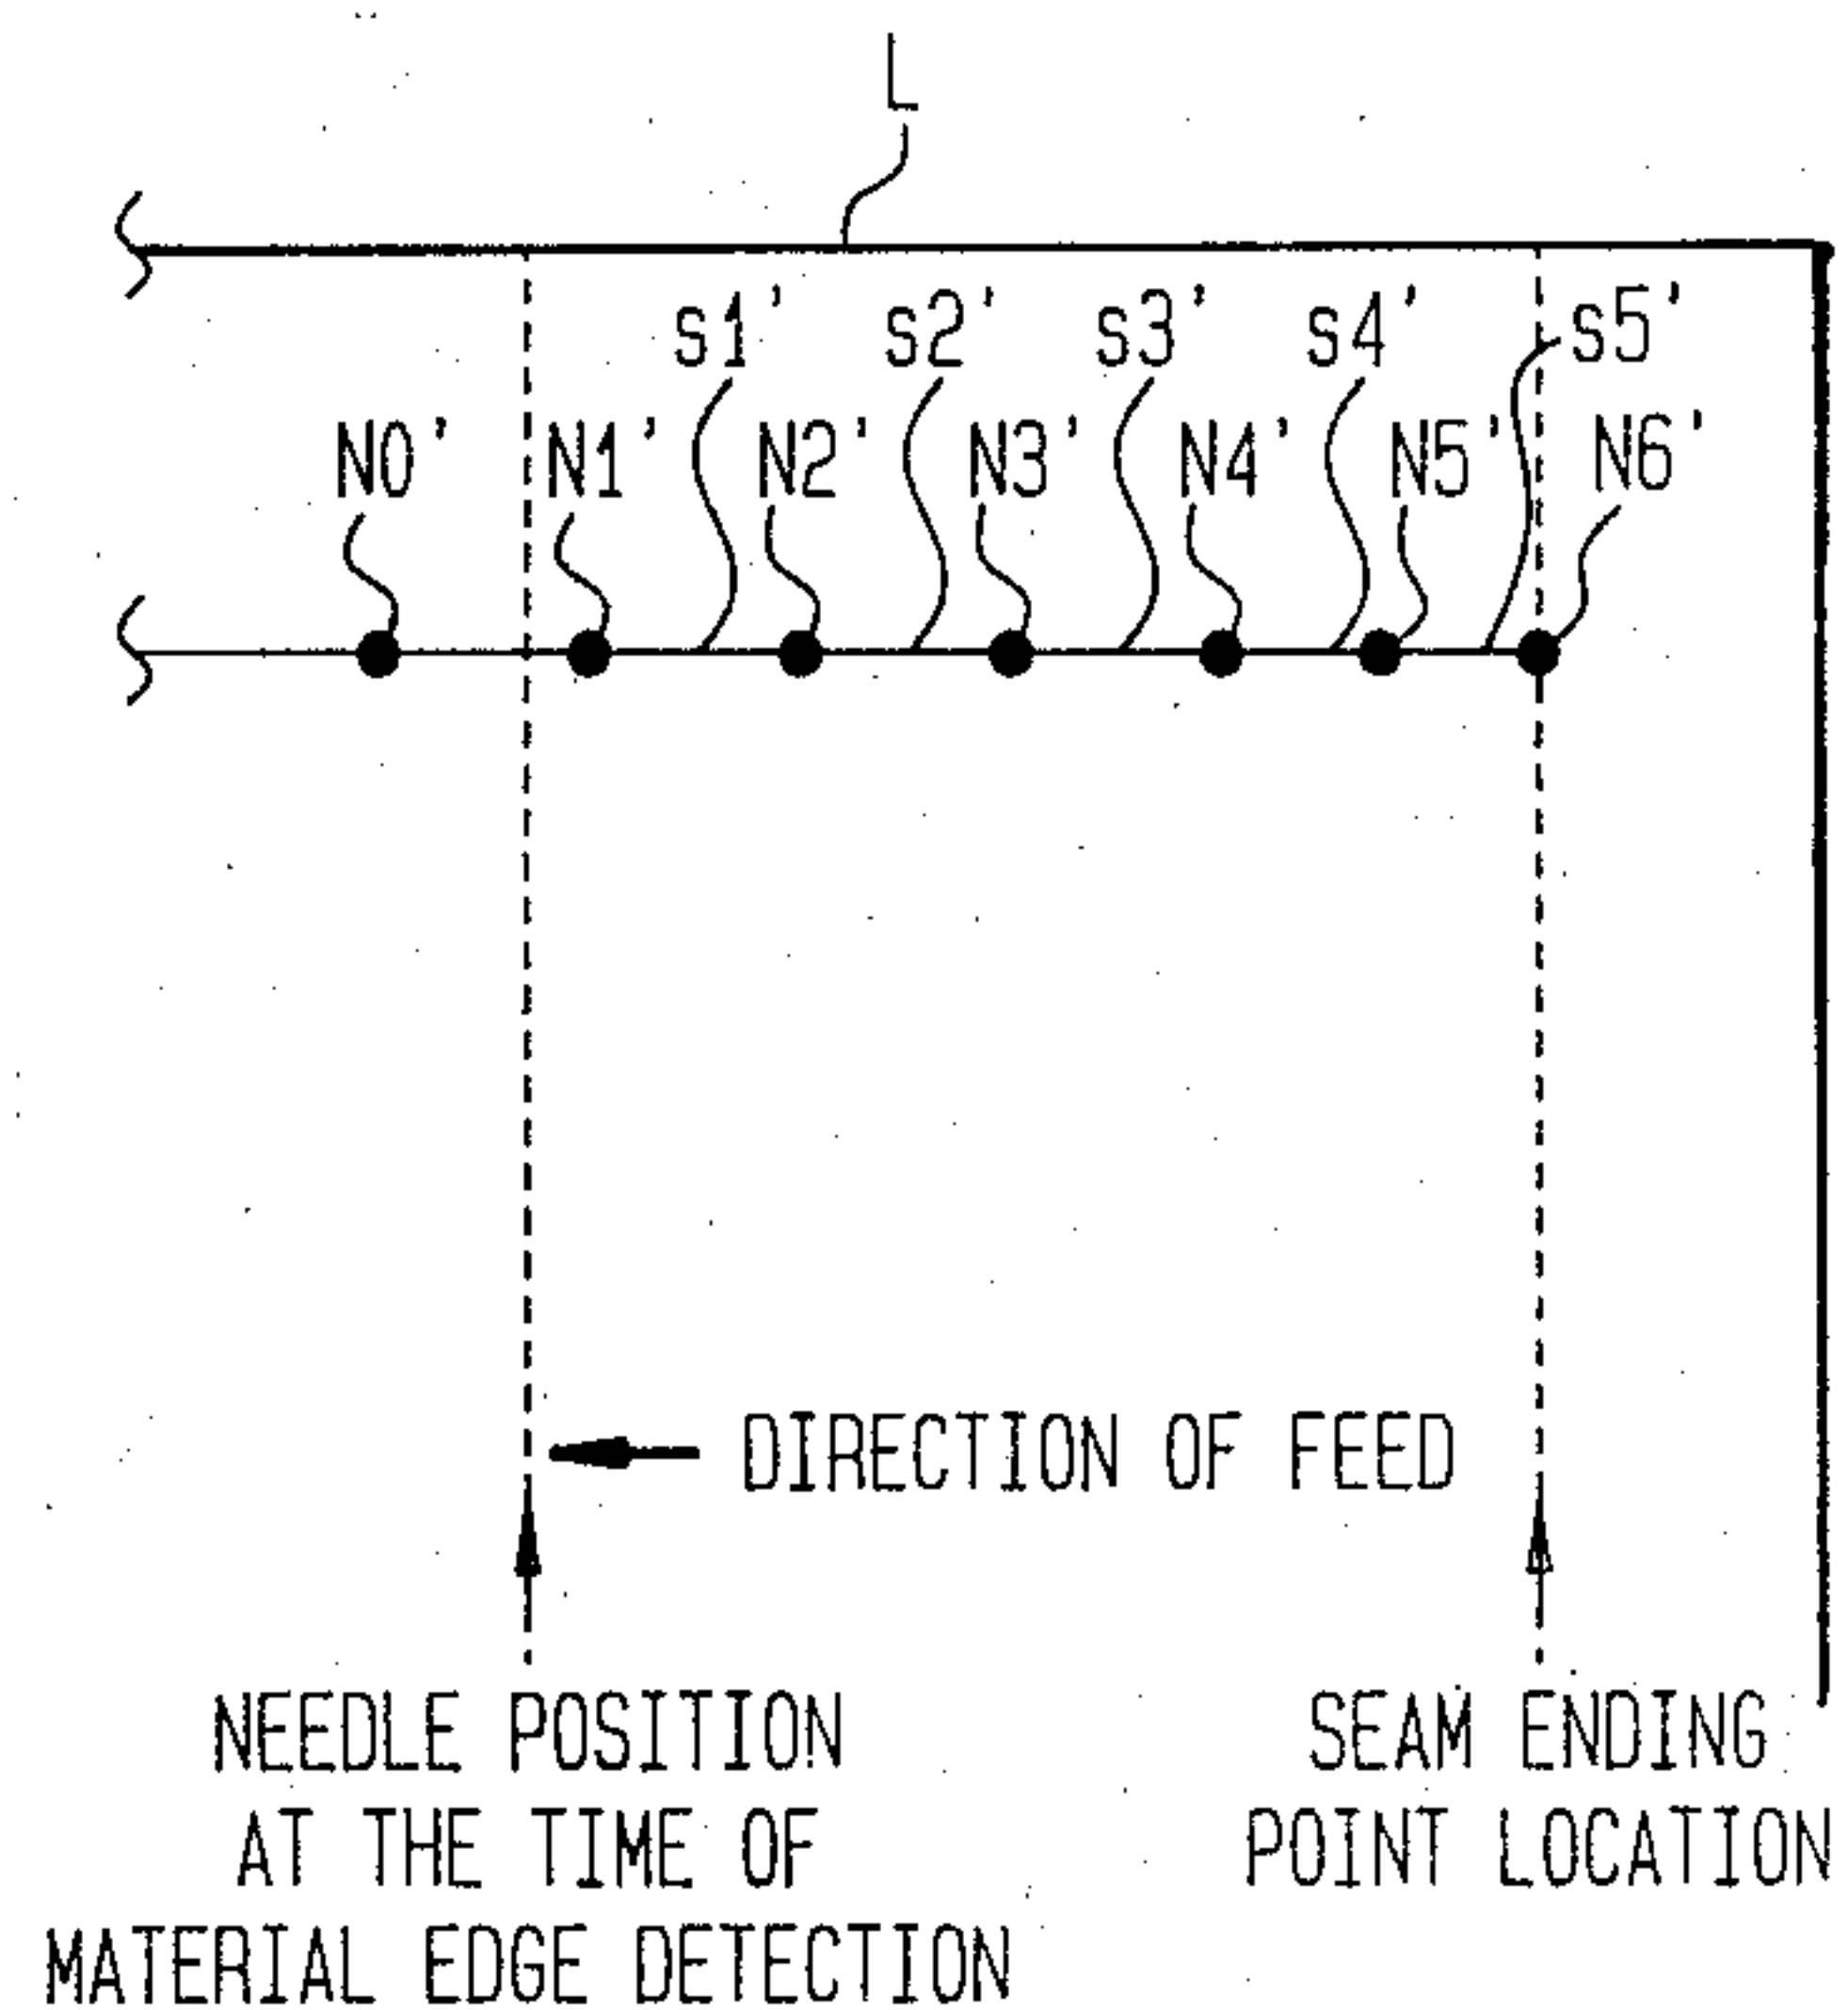 L
s1' s2' s3' s4' s5'
N0' N1' N2' N3' N4' N5' N6'
DIRECTION OF FEED
NEEDLE POSITION
AT THE TIME OF
MATERIAL EDGE DETECTION
SEAM ENDING
POINT LOCATION